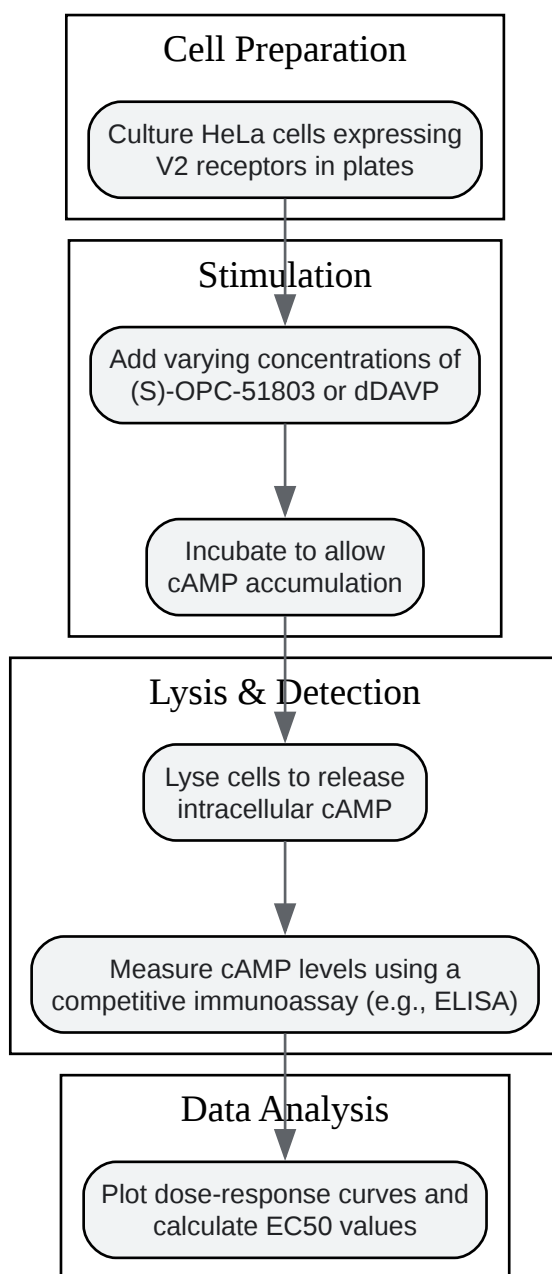 Cell Preparation
Culture HeLa cells expressing
V2 receptors in plates
Stimulation
Add varying concentrations of
(S)-OPC-51803 or dDAVP
Incubate to allow
cAMP accumulation
Lysis & Detection
Lyse cells to release
intracellular cAMP
Measure cAMP levels using a
competitive immunoassay (e.g., ELISA)
Data Analysis
Plot dose-response curves and
calculate EC50 values